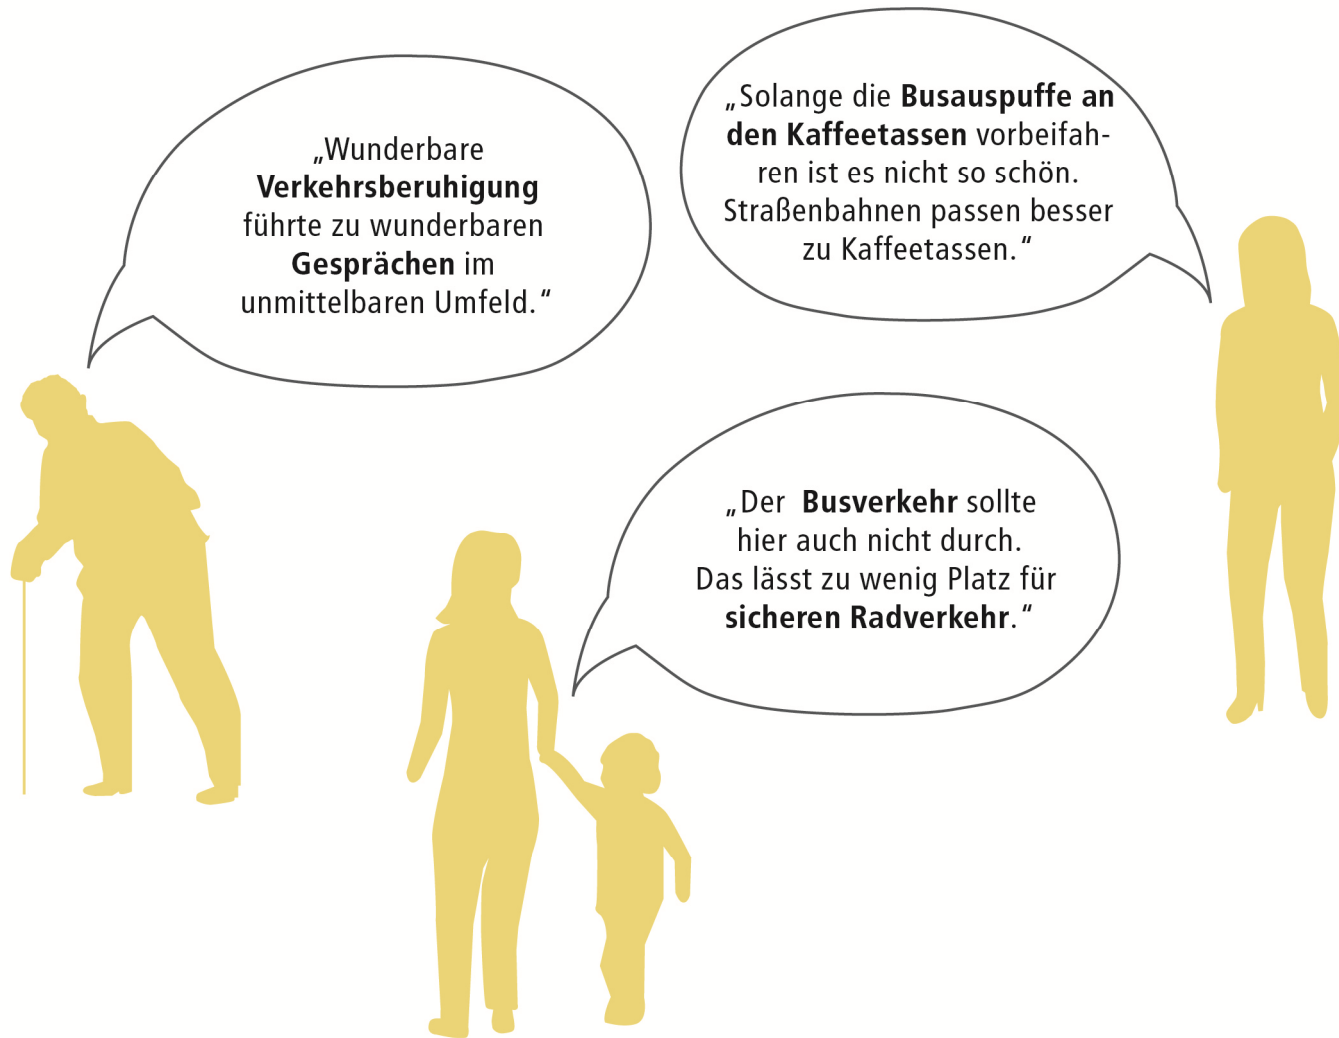 „Wunderbare
Verkehrsberuhigung
führte zu wunderbaren
Gesprächen im
unmittelbaren Umfeld.“
„Solange die Busauspuffe an
den Kaffeetassen vorbeifah-
ren ist es nicht so schön.
Straßenbahnen passen besser
zu Kaffeetassen.“
„Der Busverkehr sollte
hier auch nicht durch.
Das lässt zu wenig Platz für
sicheren Radverkehr.“